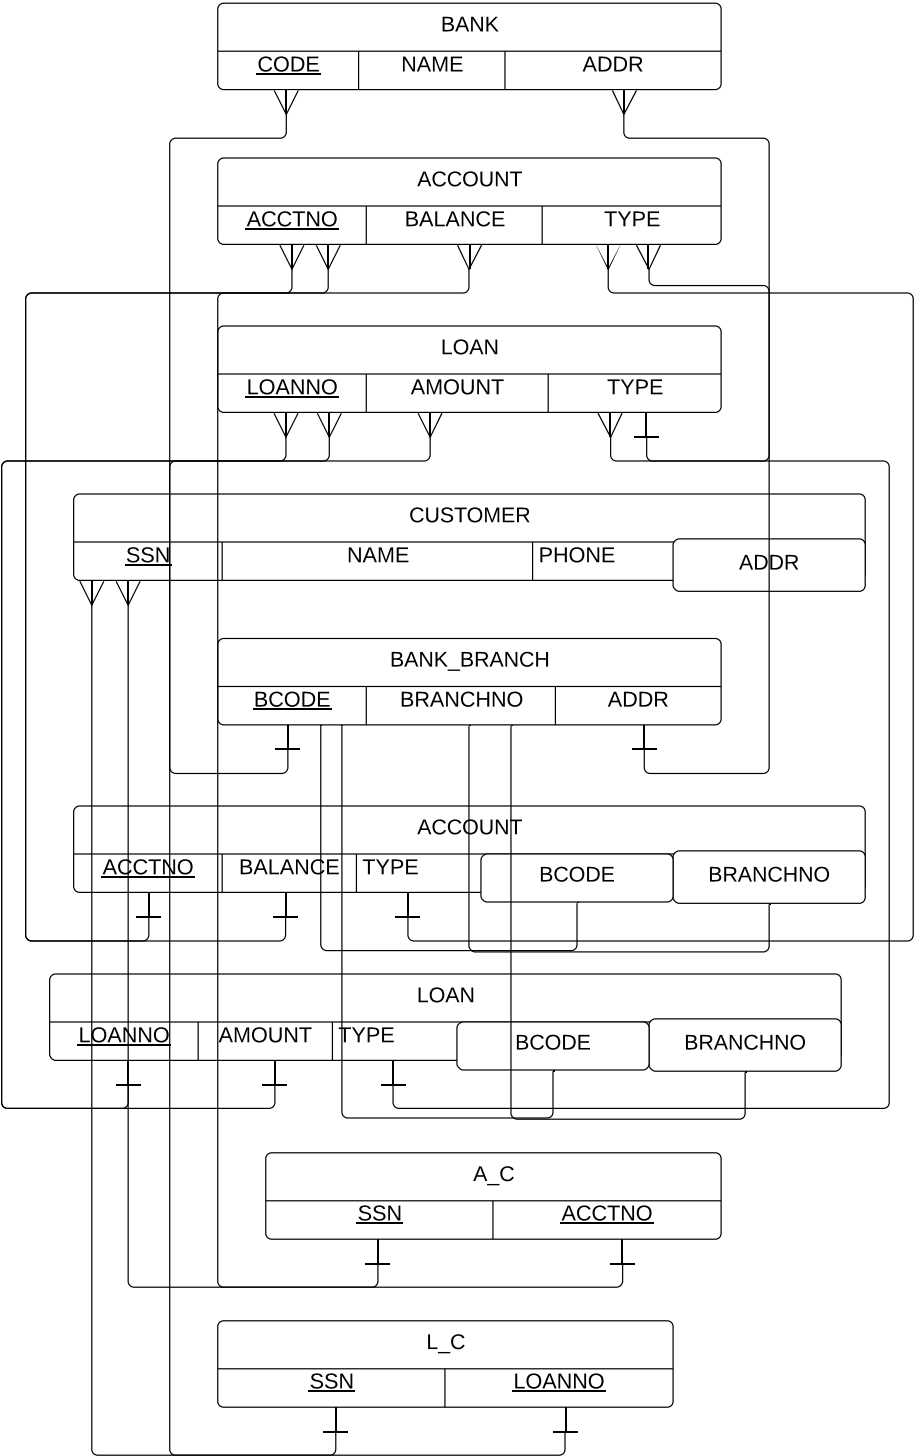 BANK
CODE NAME ADDR
ACCOUNT
ACCTNO BALANCE TYPE
LOAN
LOANNO AMOUNT TYPE
CUSTOMER
SSN NAME PHONE ADDR
BANK_BRANCH
BCODE BRANCHNO ADDR
ACCOUNT
ACCTNO BALANCE TYPE BCODE BRANCHNO
LOAN
LOANNO AMOUNT TYPE BCODE BRANCHNO
A_C
SSN ACCTNO
L_C
SSN LOANNO